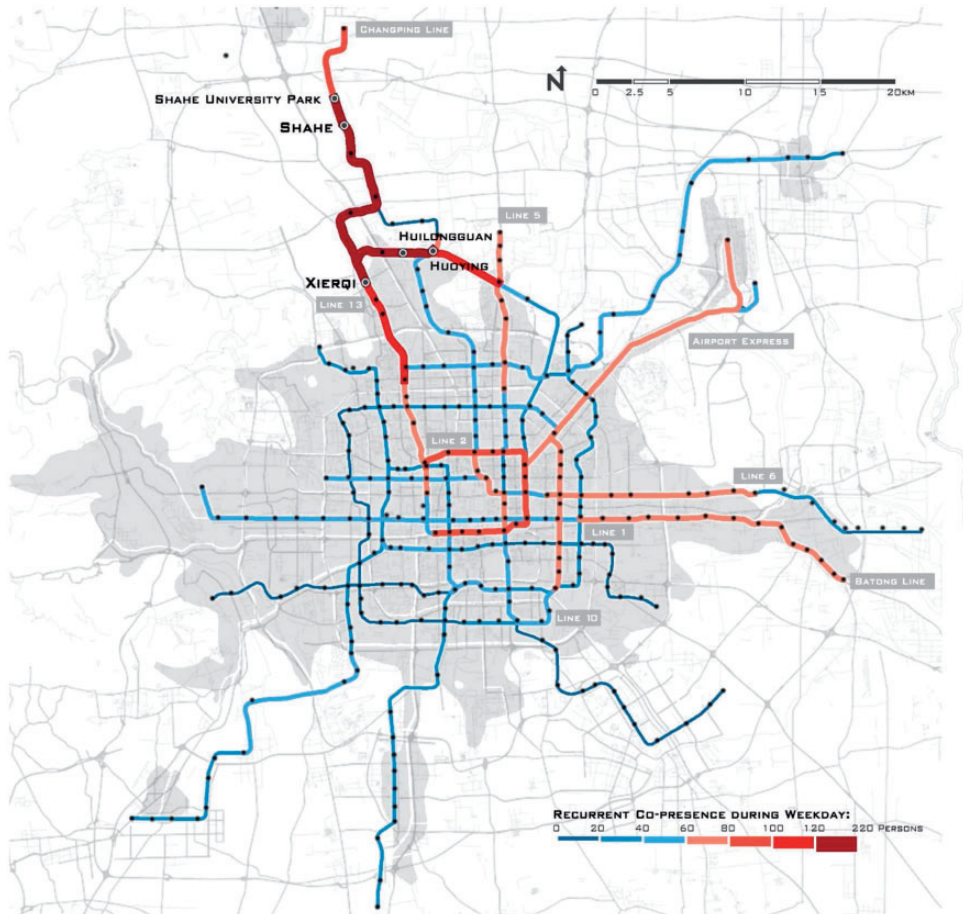 CHANGPING LINE
N
0 2.5 5 10 15 20KM
SHAHE UNIVERSITY PARK
SHAHE
LINE 5
HUILONGGUAN
HUOYING
XIERQI
LINE 13
AIRPORT EXPRESS
LINE 2
LINE 6
LINE 1
BATONG LINE
LINE 10
RECURRENT CO-PRESENCE DURING WEEKDAY:
0 20 40 60 80 100 120 220 PERSONS